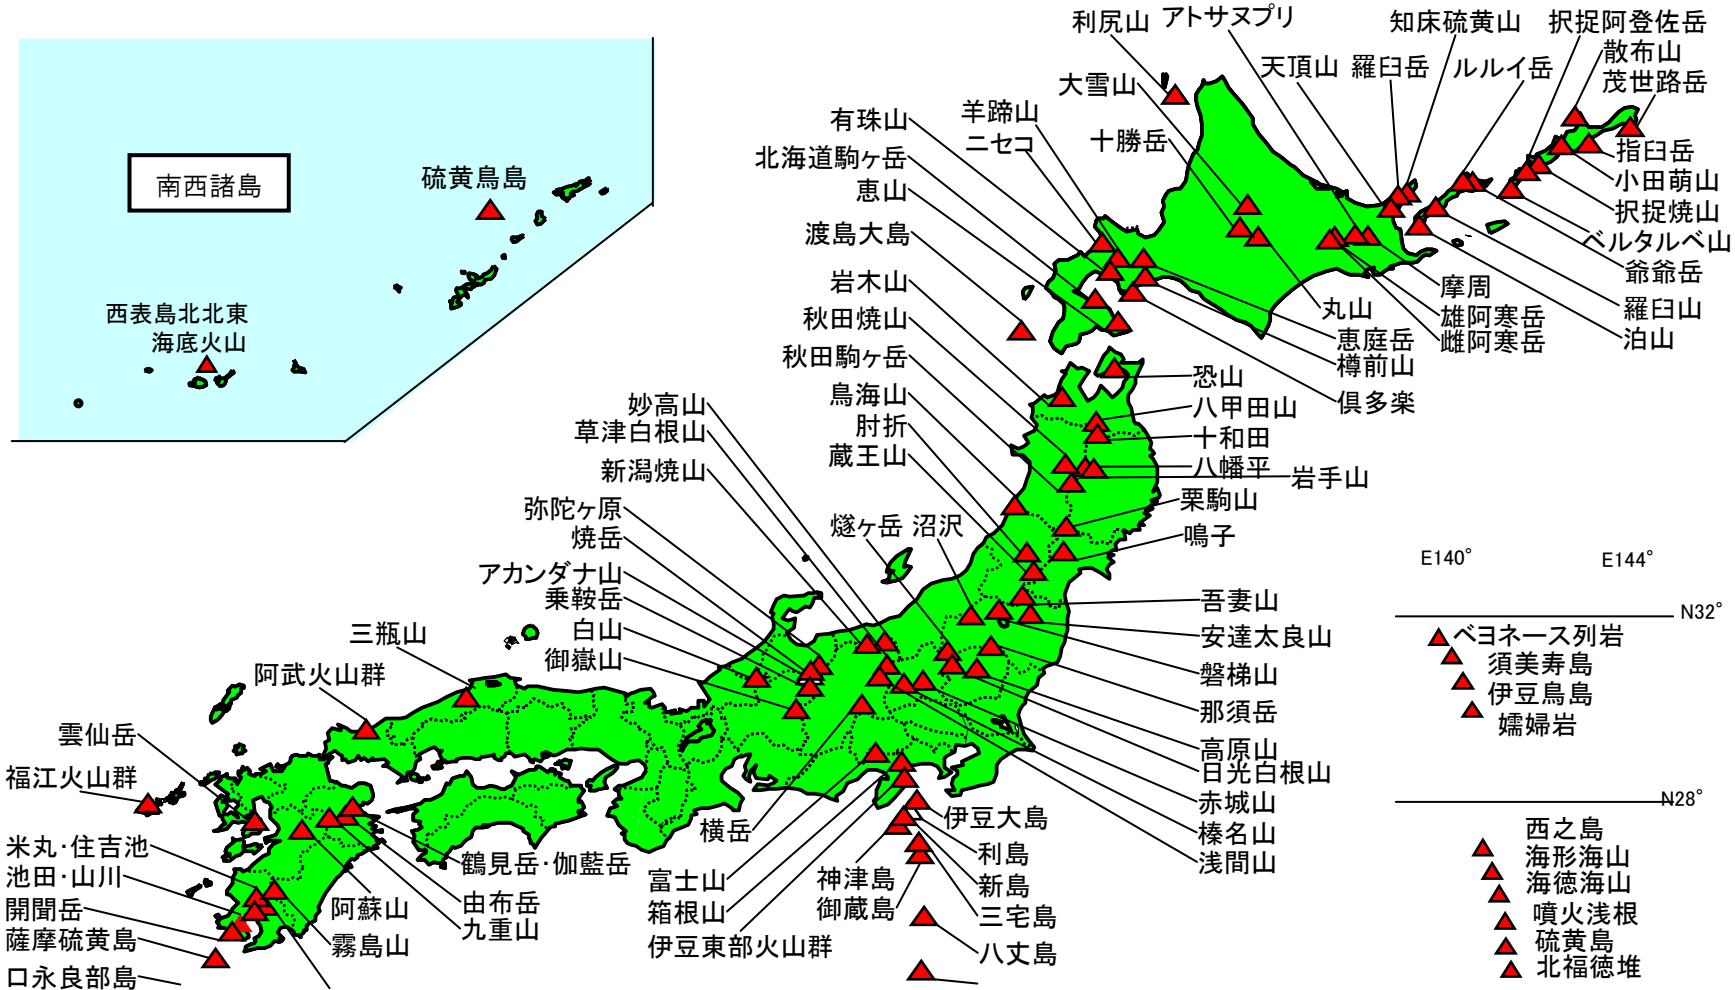 利尻山
アトサヌプリ
知床硫黄山
択捉阿登佐岳
散布山
天頂山
羅臼岳
ルルイ岳
茂世路岳
大雪山
羊蹄山
有珠山
ニセコ
十勝岳
北海道駒ヶ岳
恵山
渡島大島
岩木山
秋田焼山
秋田駒ヶ岳
鳥海山
肘折
蔵王山
指臼岳
小田萌山
択捉焼山
ベルタルベ山
爺爺岳
羅臼山
泊山
摩周
雄阿寒岳
雌阿寒岳
丸山
恵庭岳
樽前山
倶多楽
南西諸島
硫黄鳥島
西表島北北東
海底火山
恐山
八甲田山
十和田
八幡平
岩手山
栗駒山
鳴子
妙高山
草津白根山
新潟焼山
弥陀ヶ原
焼岳
アカンダナ山
乗鞍岳
白山
御嶽山
燧ヶ岳
沼沢
吾妻山
安達太良山
磐梯山
那須岳
高原山
日光白根山
赤城山
榛名山
浅間山
三瓶山
阿武火山群
雲仙岳
福江火山群
米丸･住吉池
池田･山川
開聞岳
薩摩硫黄島
口永良部島
鶴見岳･伽藍岳
由布岳
九重山
阿蘇山
霧島山
横岳
富士山
箱根山
伊豆東部火山群
伊豆大島
利島
新島
神津島
御蔵島
三宅島
八丈島
E140°
E144°
N32°
ベヨネース列岩
須美寿島
伊豆鳥島
孀婦岩
N28°
西之島
海形海山
海徳海山
噴火浅根
硫黄島
北福徳堆